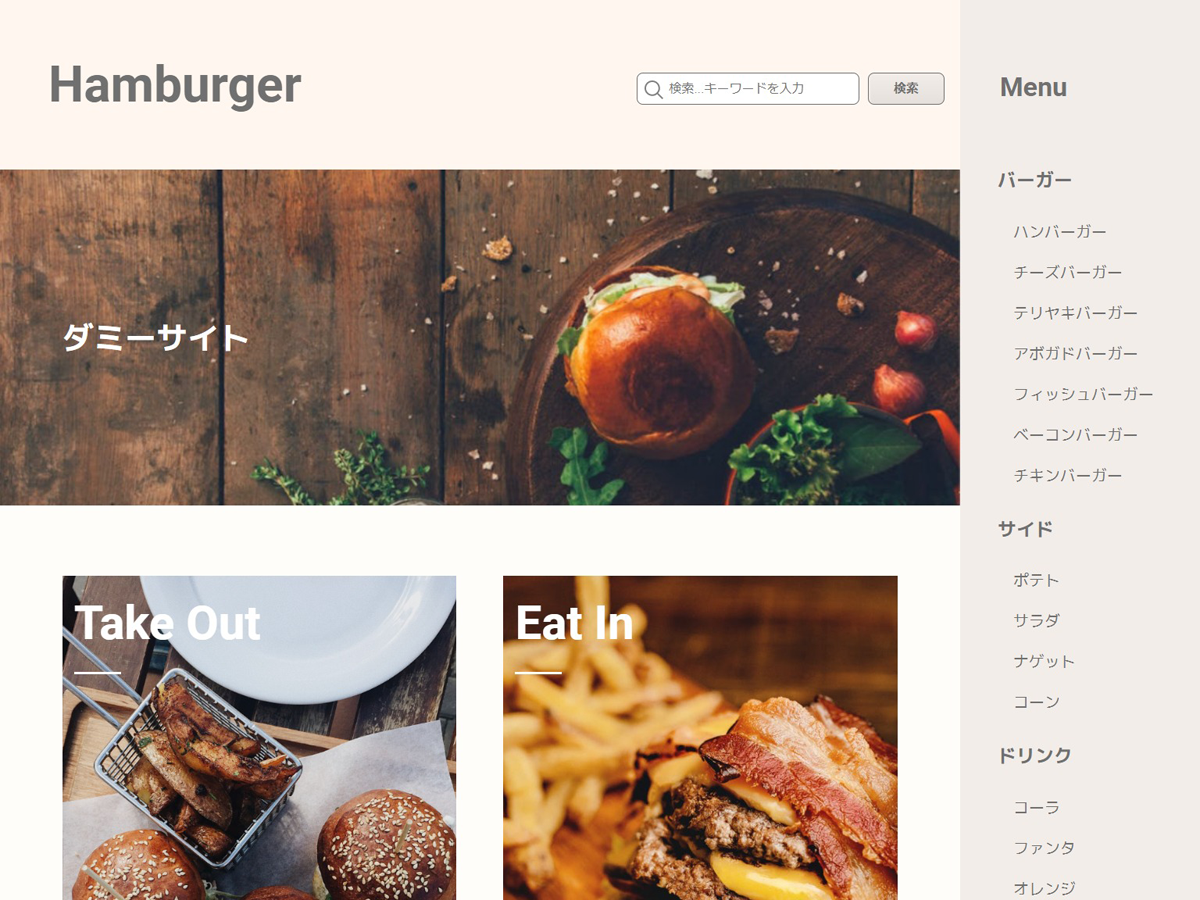 Hamburger
検索...キーワードを入力
検索
ダミーサイト
Take Out
Eat In
Menu
バーガー
ハンバーガー
チーズバーガー
テリヤキバーガー
アボガドバーガー
フィッシュバーガー
ベーコンバーガー
チキンバーガー
サイド
ポテト
サラダ
ナゲット
コーン
ドリンク
コーラ
ファンタ
オレンジ